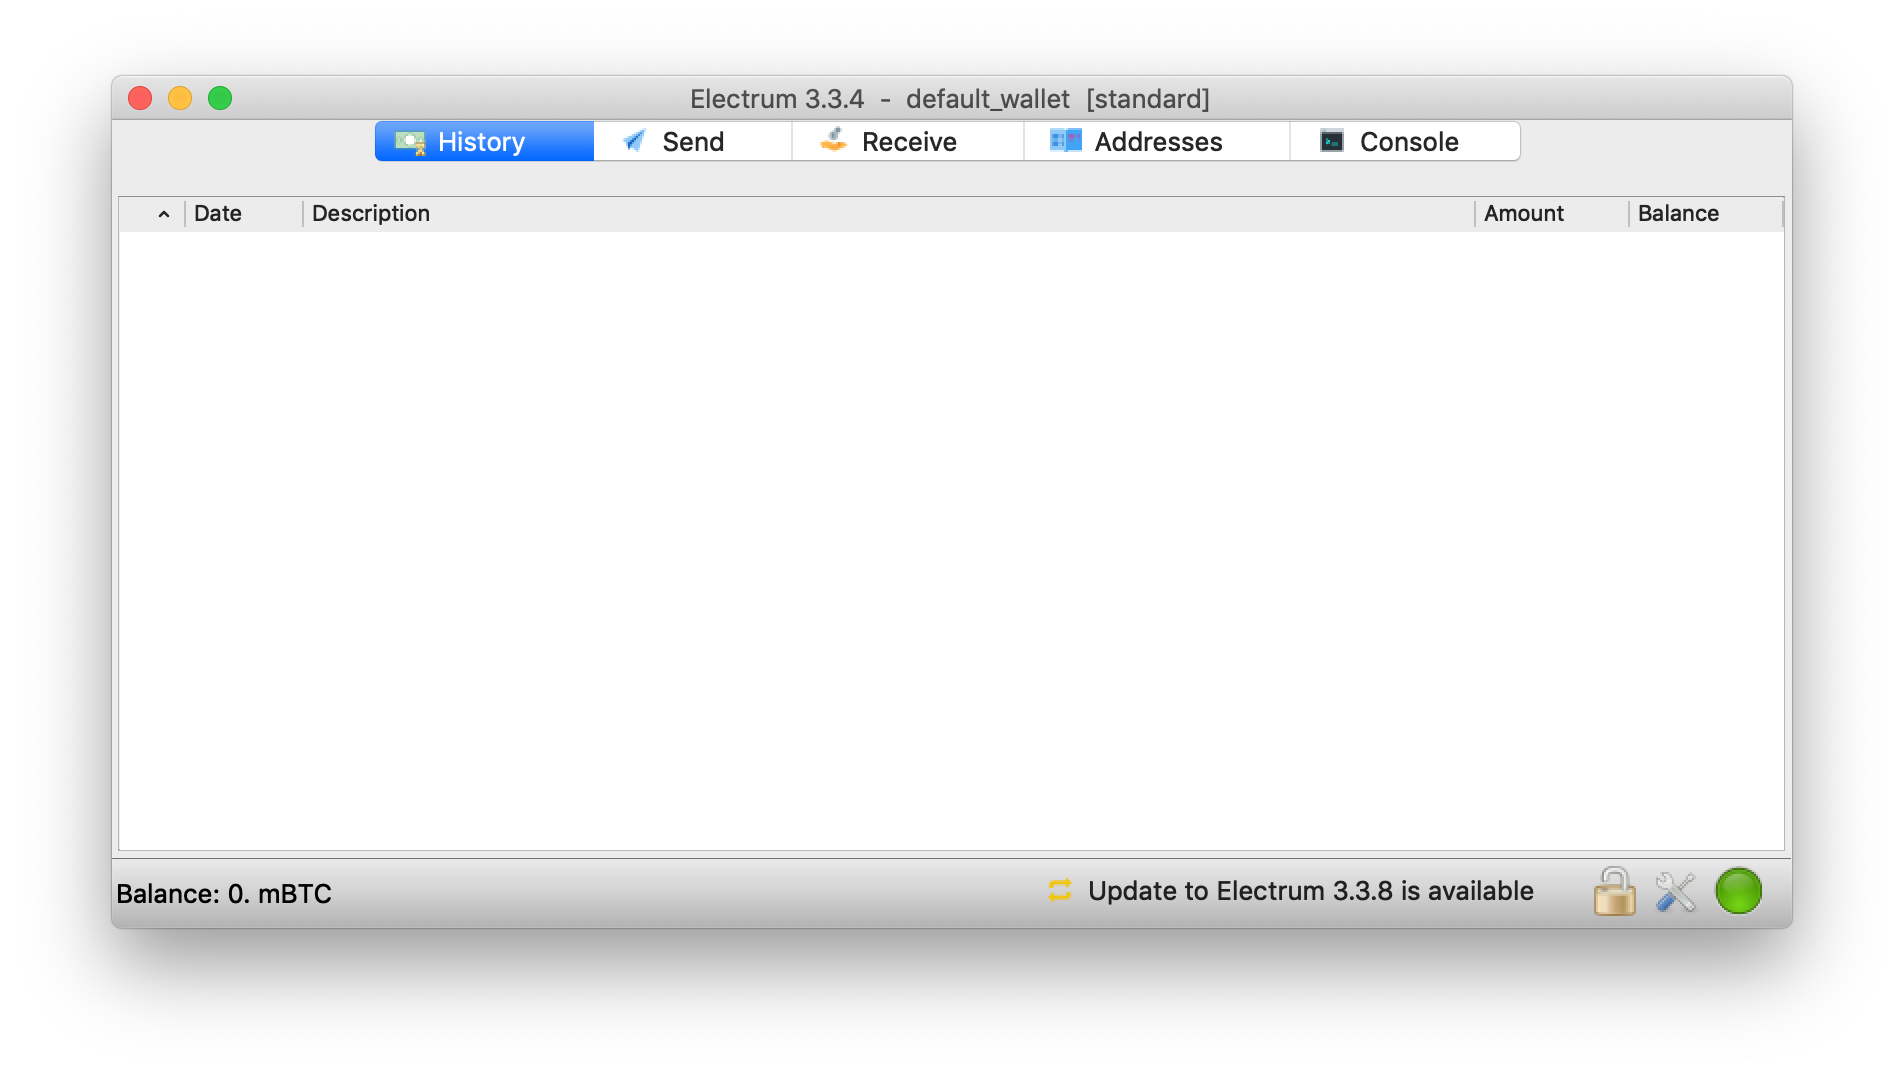 Electrum 3.3.4 - default_wallet [standard]
History Send Receive Addresses Console
Date Description Amount Balance
Balance: 0. mBTC Update to Electrum 3.3.8 is available